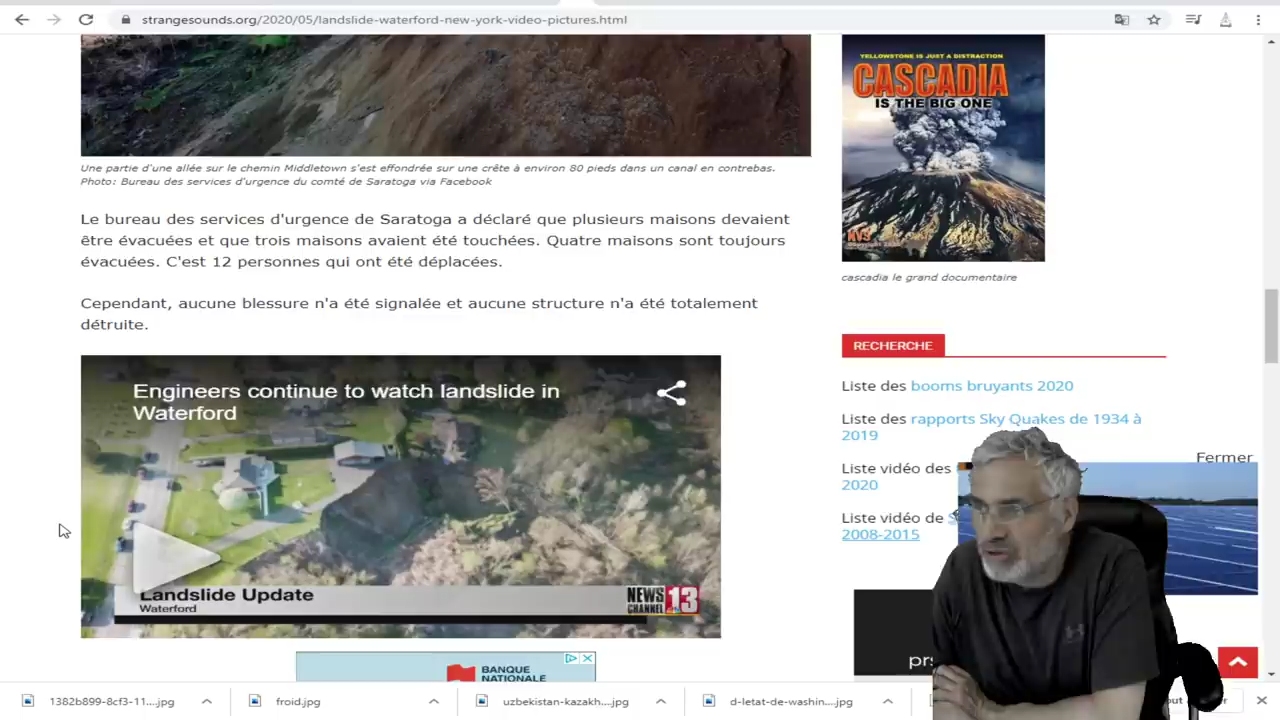 strangesounds.org/2020/05/landslide-waterford-new-york-video-pictures.html
YELLOWSTONE IS JUST A DISTRACTION
CASCADIA
IS THE BIG ONE
cascadia le grand documentaire
Une partie d'une allée sur le chemin Middletown s'est effondrée sur une crête à environ 80 pieds dans un canal en contrebas.
Photo: Bureau des services d'urgence du comté de Saratoga via Facebook
Le bureau des services d'urgence de Saratoga a déclaré que plusieurs maisons devaient
être évacuées et que trois maisons avaient été touchées. Quatre maisons sont toujours
évacuées. C'est 12 personnes qui ont été déplacées.
Cependant, aucune blessure n'a été signalée et aucune structure n'a été totalement
détruite.
Engineers continue to watch landslide in
Waterford
Landslide Update
Waterford
NEWS
CHANNEL 13
BANQUE
NATIONALE
RECHERCHE
Liste des booms bruyants 2020
Liste des rapports Sky Quakes de 1934 à
2019
Liste vidéo des
2020
Liste vidéo de
2008-2015
Fermer
1382b899-8cf3-11....jpg
froid.jpg
uzbekistan-kazakh....jpg
d-letat-de-washin....jpg